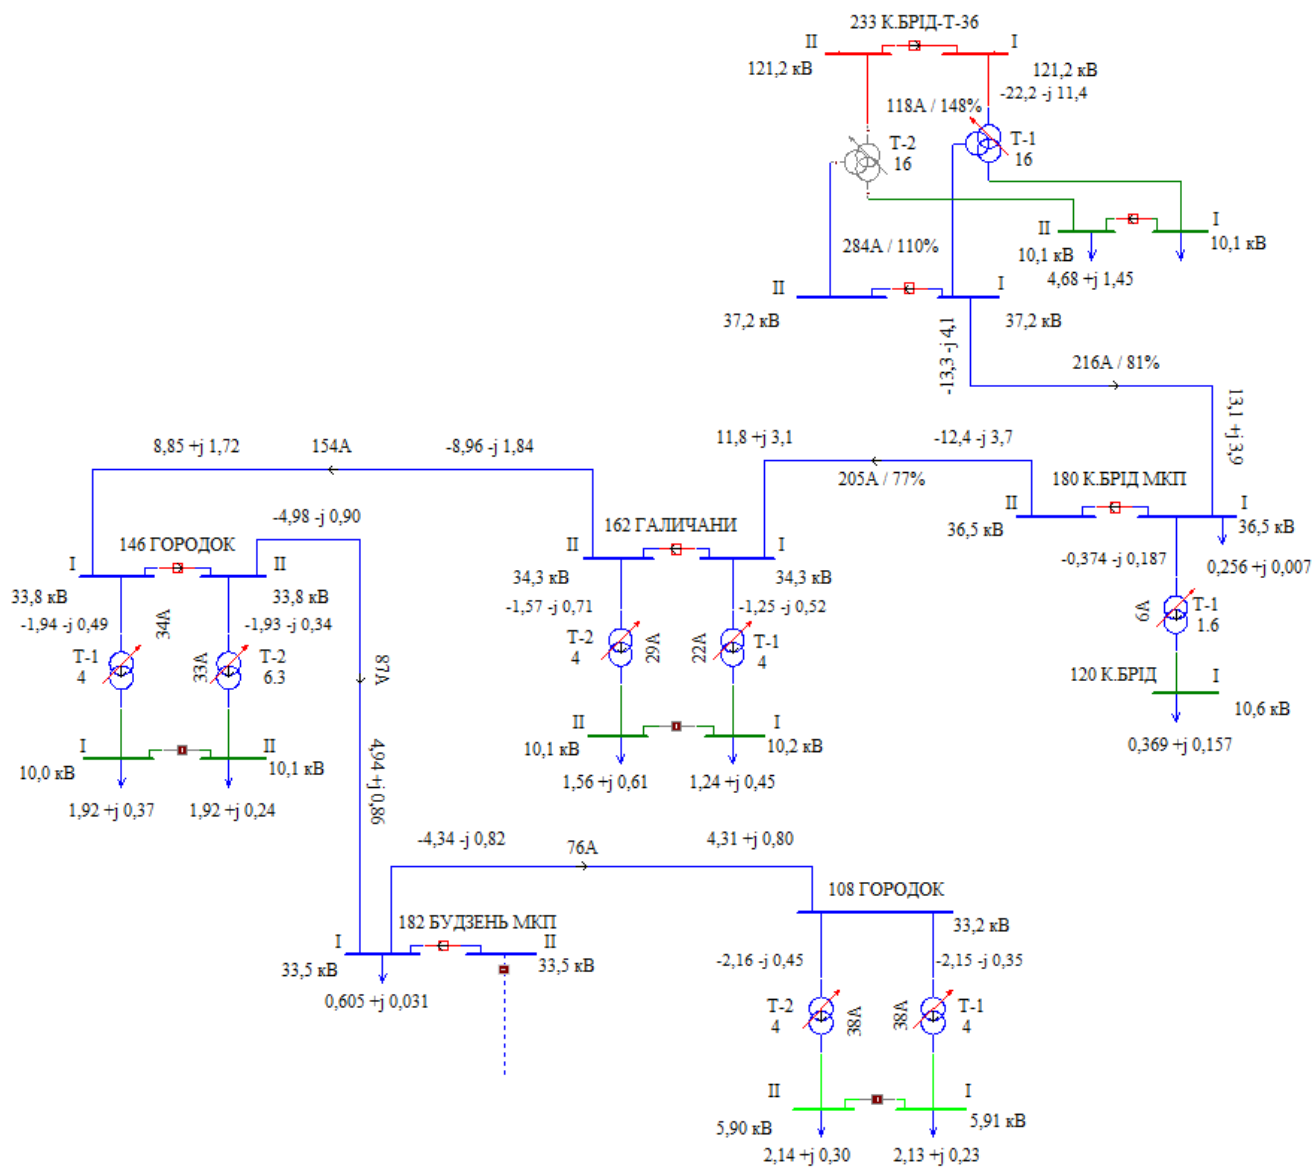 233 К.БРІД-Т-36
ІІ
І
121,2 кВ
121,2 кВ
-22,2 -j 11,4
118А / 148%
Т-2
16
Т-1
16
ІІ
І
10,1 кВ
10,1 кВ
4,68 +j 1,45
284А / 110%
ІІ
І
37,2 кВ
37,2 кВ
-13,3 -j 4,1
216А / 81%
13,1 +j 3,9
8,85 +j 1,72
154А
-8,96 -j 1,84
11,8 +j 3,1
-12,4 -j 3,7
205А / 77%
180 К.БРІД МКП
ІІ
І
36,5 кВ
36,5 кВ
-0,374 -j 0,187
0,256 +j 0,007
6А
Т-1
1.6
120 К.БРІД
І
10,6 кВ
0,369 +j 0,157
-4,98 -j 0,90
146 ГОРОДОК
І
ІІ
33,8 кВ
33,8 кВ
-1,94 -j 0,49
34А
-1,93 -j 0,34
Т-1
4
33А
Т-2
6.3
І
ІІ
10,0 кВ
10,1 кВ
1,92 +j 0,37
1,92 +j 0,24
87А
4,94 +j 0,86
162 ГАЛИЧАНИ
ІІ
І
34,3 кВ
34,3 кВ
-1,57 -j 0,71
-1,25 -j 0,52
Т-2
4
29А
22А
Т-1
4
ІІ
І
10,1 кВ
10,2 кВ
1,56 +j 0,61
1,24 +j 0,45
-4,34 -j 0,82
76А
4,31 +j 0,80
182 БУДЗЕНЬ МКП
І
ІІ
33,5 кВ
33,5 кВ
0,605 +j 0,031
108 ГОРОДОК
33,2 кВ
-2,16 -j 0,45
-2,15 -j 0,35
Т-2
4
38А
38А
Т-1
4
ІІ
І
5,90 кВ
5,91 кВ
2,14 +j 0,30
2,13 +j 0,23